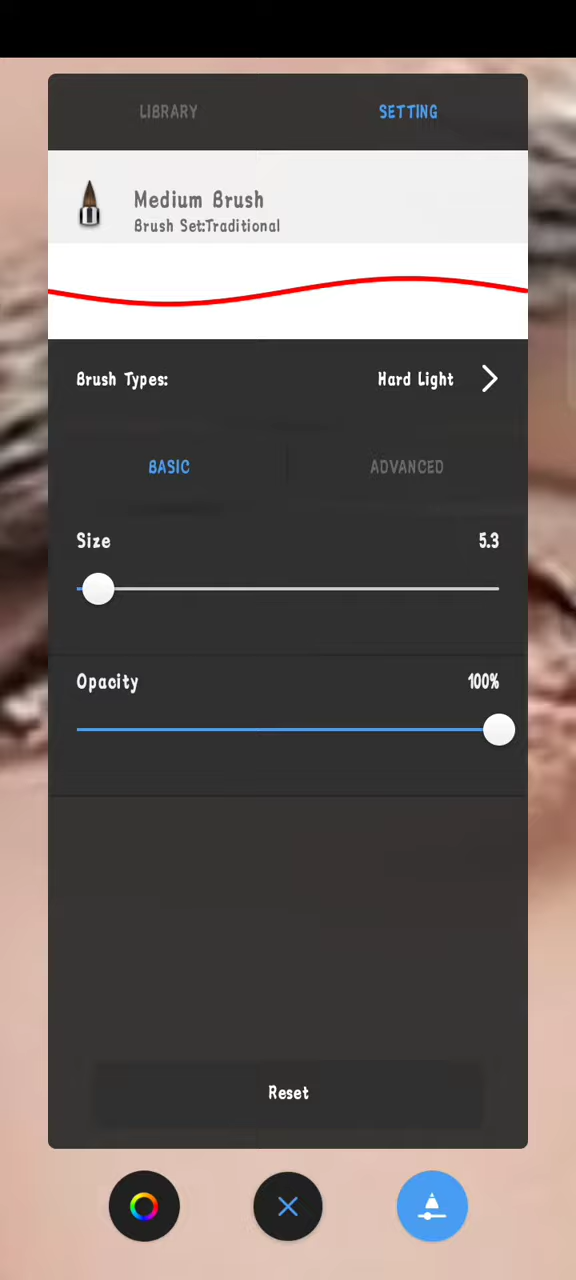 LIBRARY SETTING
Medium Brush
Brush Set:Traditional
Brush Types: Hard Light
BASIC ADVANCED
Size 5.3
Opacity 100%
Reset